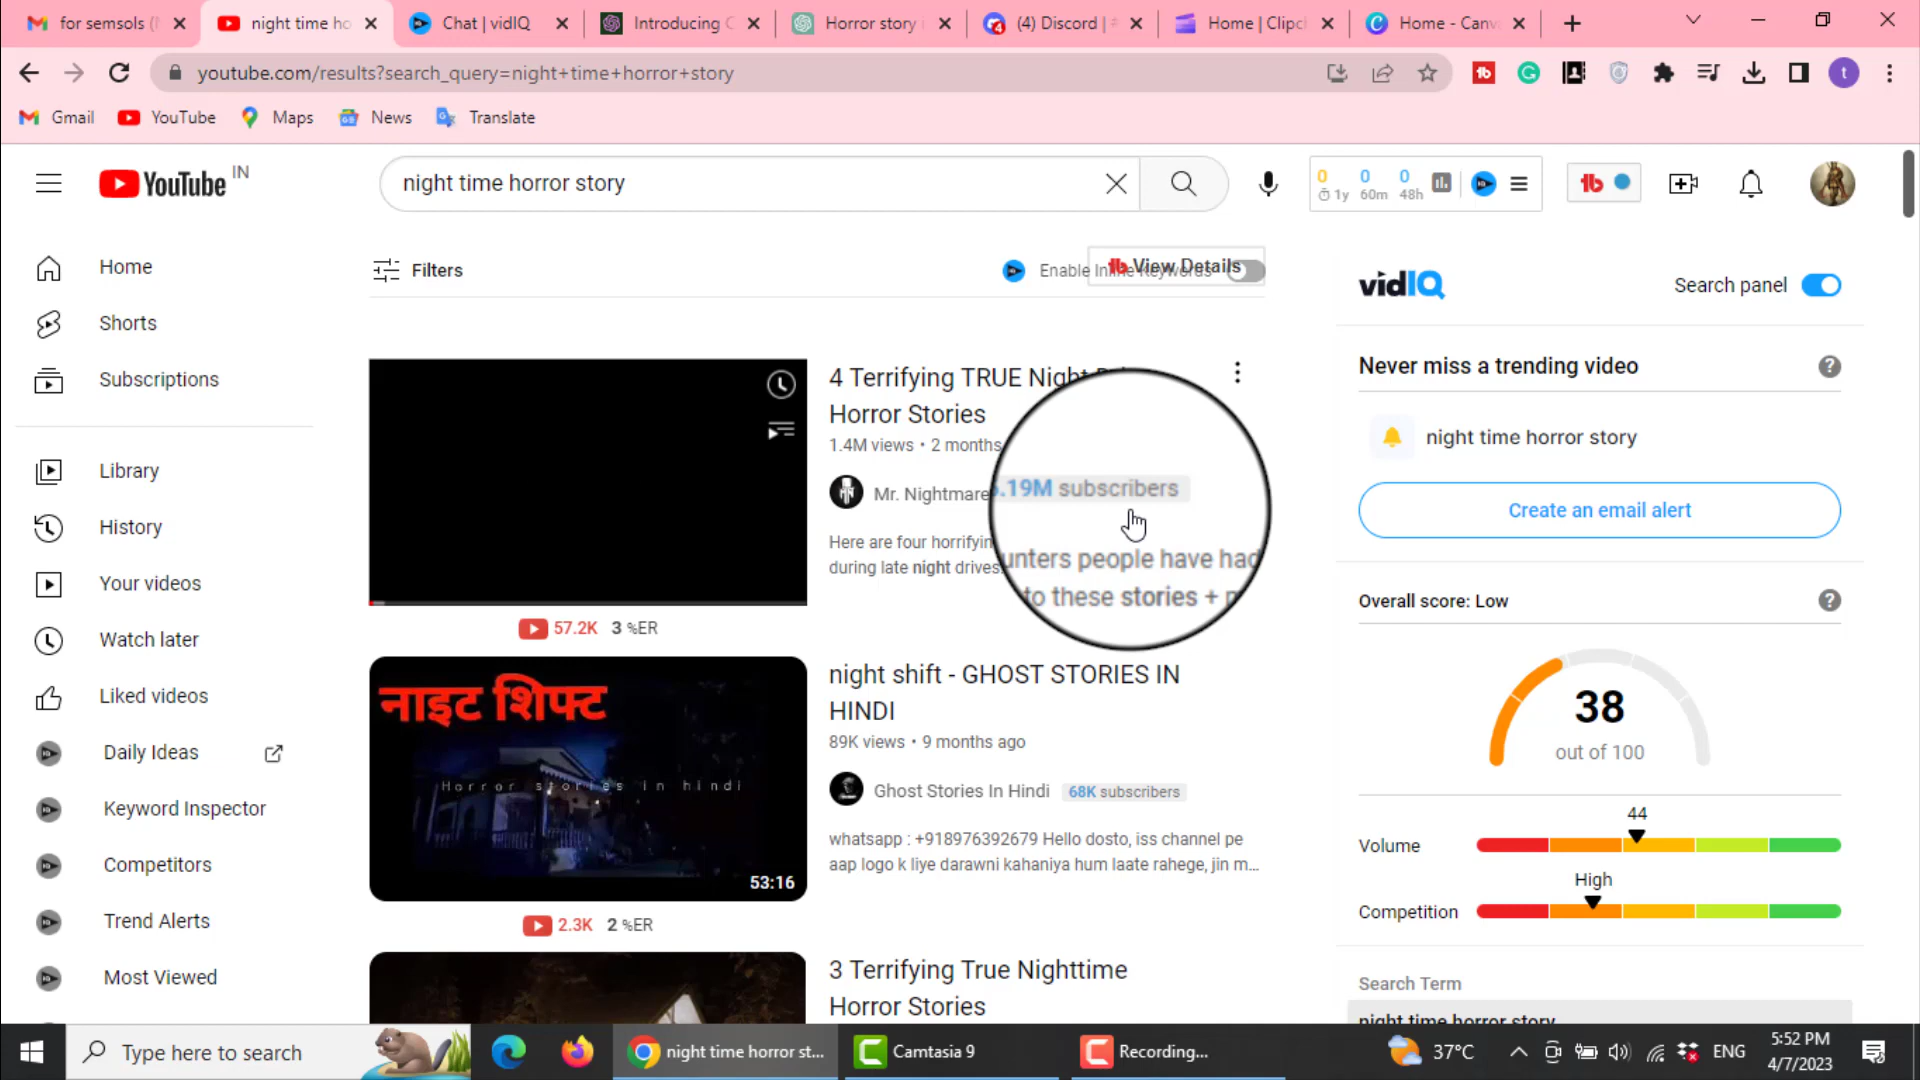 for semsols (
night time ho
Chat | vidIQ
Introducing
Horror story
(4) Discord |
Home | Clipch
Home - Canv
youtube.com/results?search_query=night+time+horror+story
t
Gmail
YouTube
Maps
News
Translate
YouTube IN
night time horror story
0 0 0
1y 60m 48h
Home
Shorts
Subscriptions
Library
History
Your videos
Watch later
Liked videos
Daily Ideas
Keyword Inspector
Competitors
Trend Alerts
Most Viewed
Filters
Enable Inline Keywords
View Details
4 Terrifying TRUE Night
Horror Stories
1.4M views • 2 months
Mr. Nightmare
.19M subscribers
Here are four horrifyin
unters people have had
during late night drives.
to these stories +
57.2K 3 %ER
नाइट शिफ्ट
Horror stories in hindi
53:16
2.3K 2 %ER
night shift - GHOST STORIES IN
HINDI
89K views • 9 months ago
Ghost Stories In Hindi 68K subscribers
whatsapp : +918976392679 Hello dosto, iss channel pe
aap logo k liye darawni kahaniya hum laate rahege, jin m...
3 Terrifying True Nighttime
Horror Stories
vidIQ
Search panel
Never miss a trending video
night time horror story
Create an email alert
Overall score: Low
38
out of 100
44
Volume
High
Competition
Search Term
night time horror story
Type here to search
night time horror st...
Camtasia 9
Recording...
37°C
ENG
5:52 PM
4/7/2023